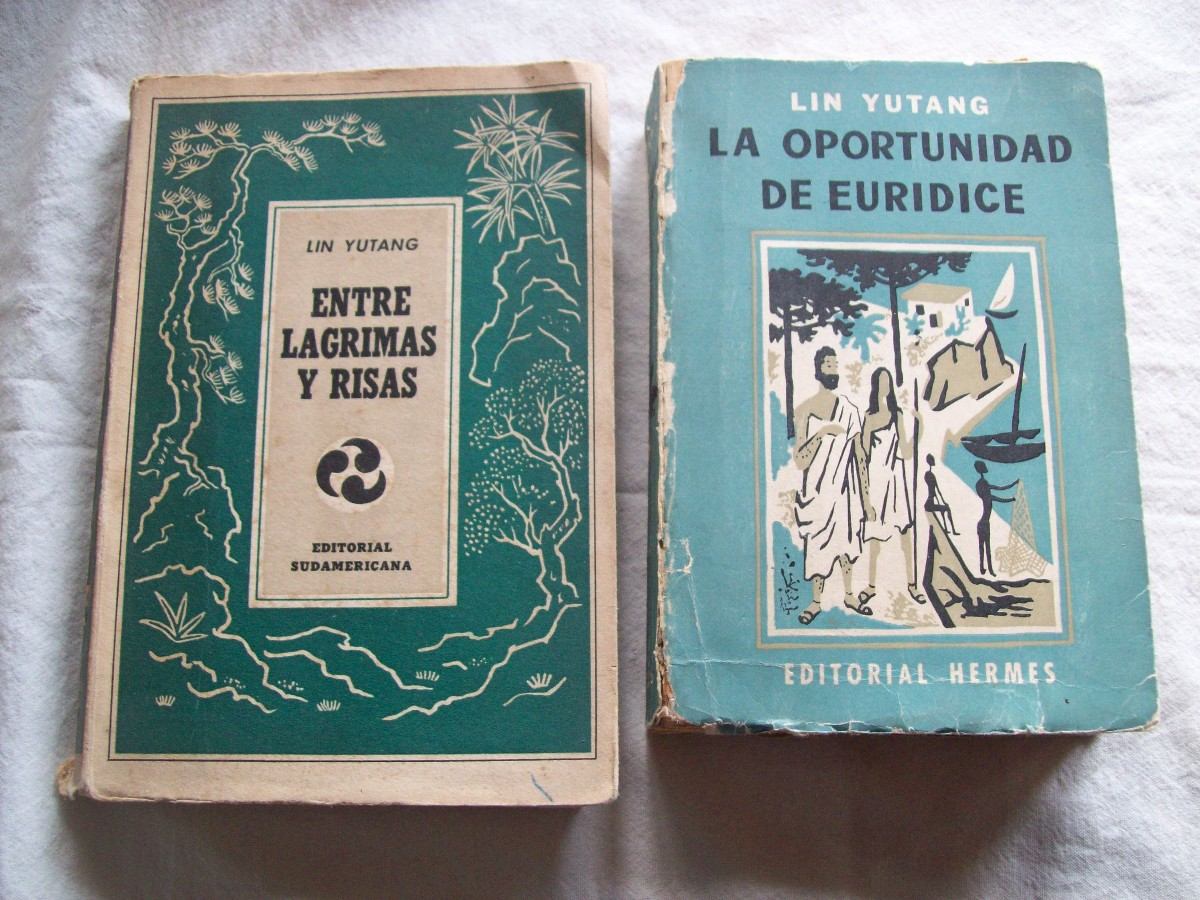 LIN YUTANG
ENTRE
LAGRIMAS
Y RISAS
EDITORIAL
SUDAMERICANA
LIN YUTANG
LA OPORTUNIDAD
DE EURIDICE
EDITORIAL HERMES